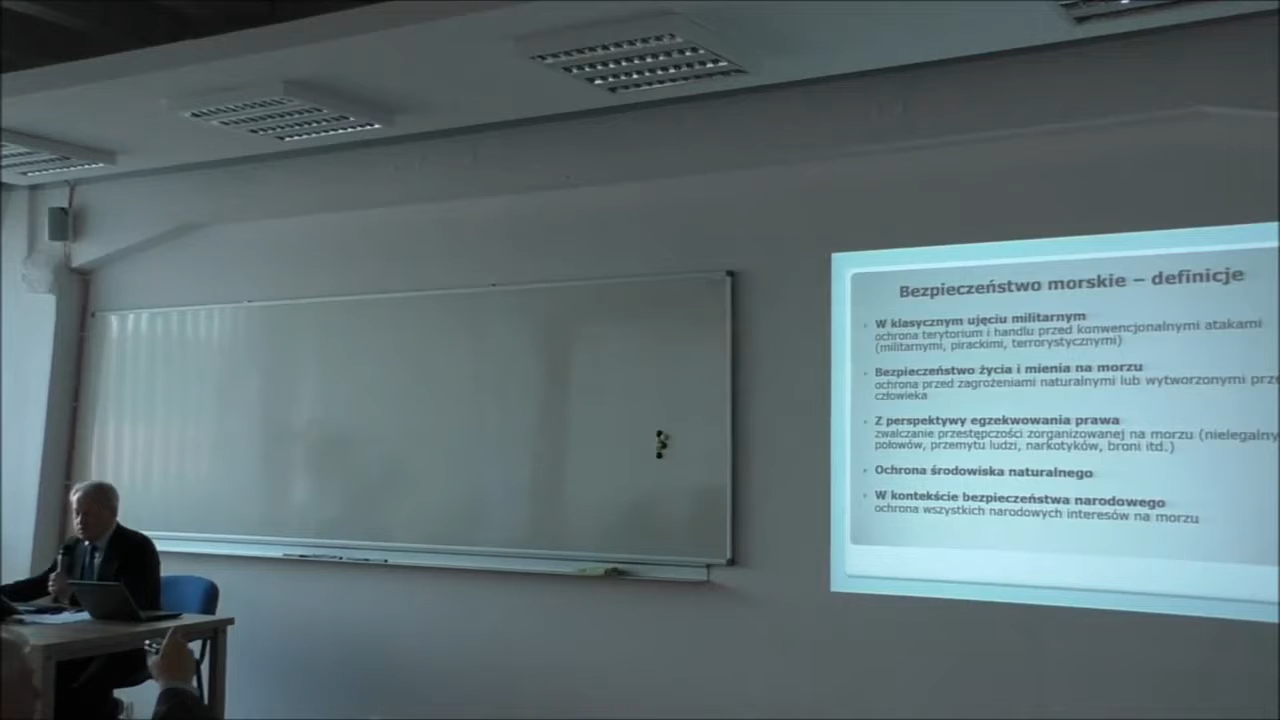 Bezpieczeństwo morskie – definicje
W klasycznym ujęciu militarnym
ochrona terytorium i handlu przed konwencjonalnymi atakami
(militarnymi, pirackimi, terrorystycznymi)
Bezpieczeństwo życia i mienia na morzu
ochrona przed zagrożeniami naturalnymi lub wytworzonymi prze
człowieka
Z perspektywy egzekwowania prawa
zwalczanie przestępczości zorganizowanej na morzu (nielegalny
połowów, przemytu ludzi, narkotyków, broni itd.)
Ochrona środowiska naturalnego
W kontekście bezpieczeństwa narodowego
ochrona wszystkich narodowych interesów na morzu